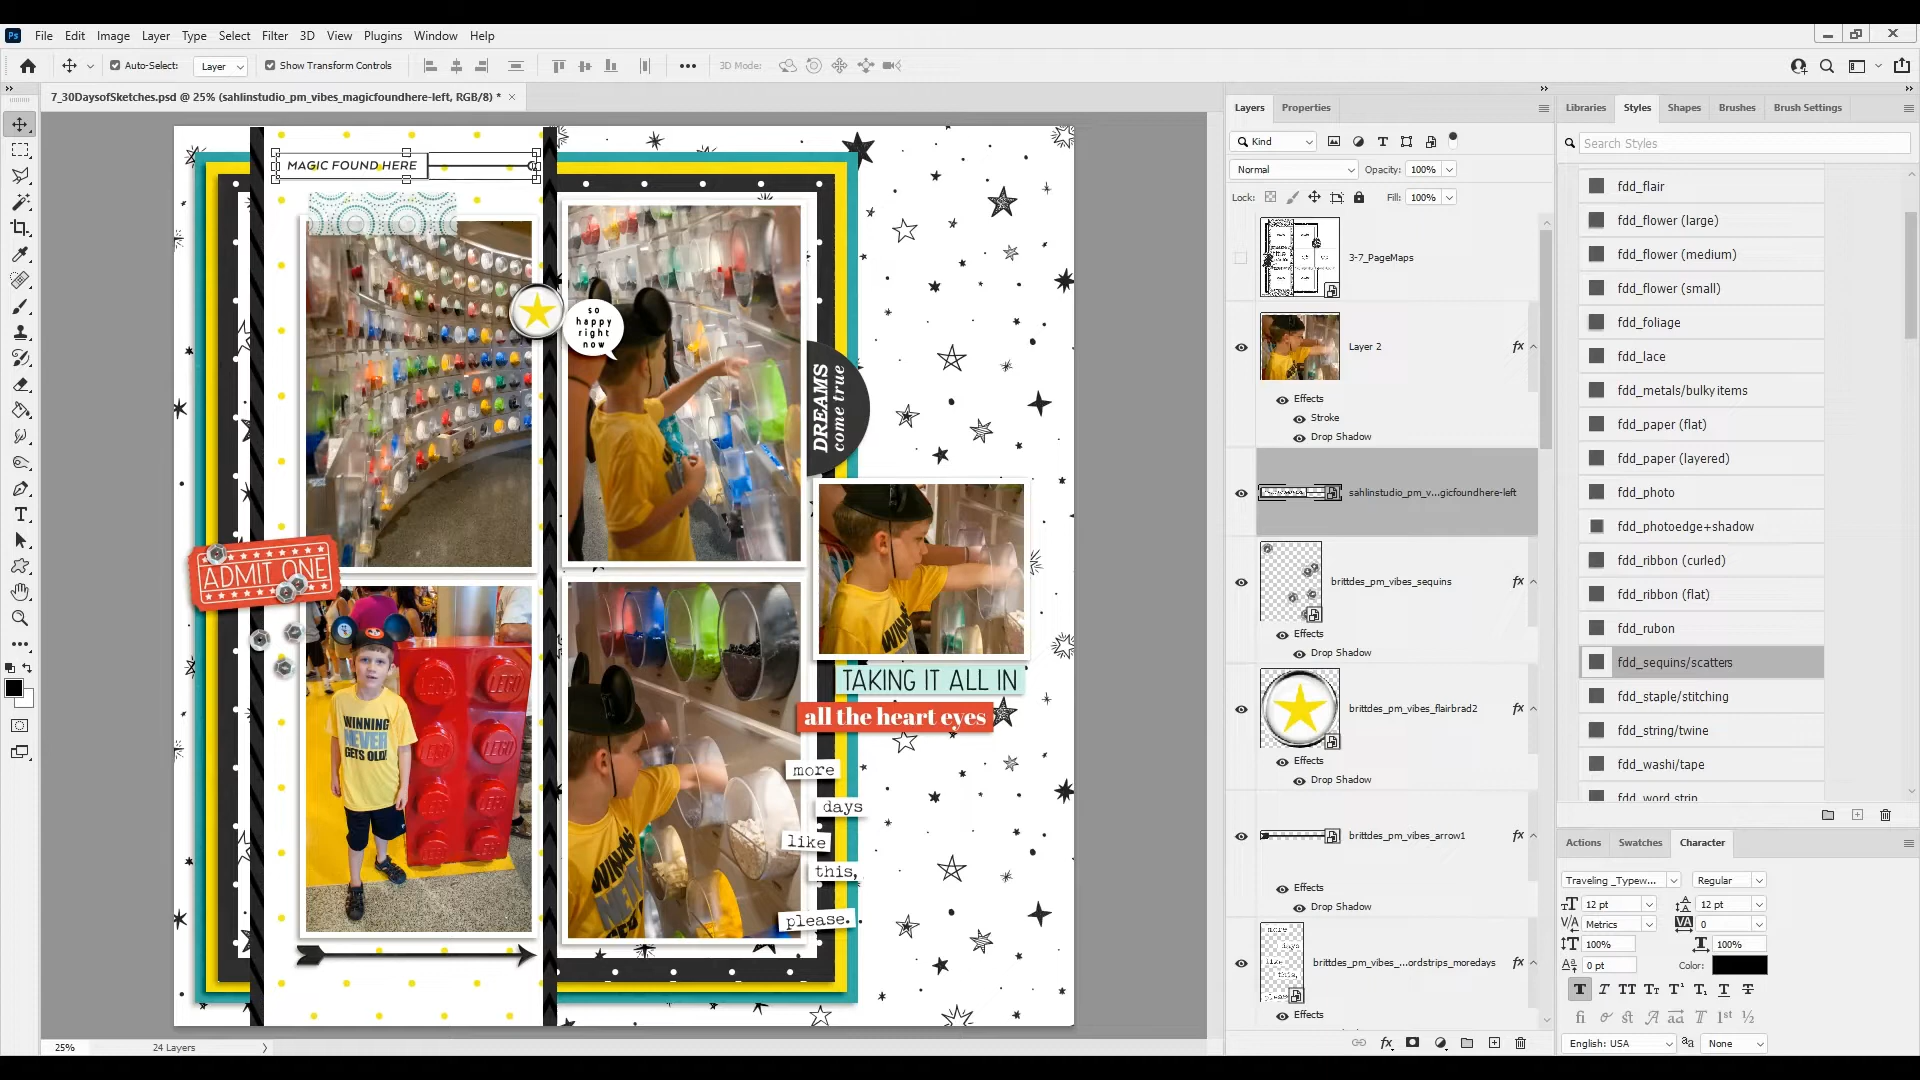 Ps File Edit Image Layer Type Select Filter 3D View Plugins Window Help
Auto-Select: Layer Show Transform Controls 3D Mode:
7_30DaysofSketches.psd @ 25% (sahlinstudio_pm_vibes_magicfoundhere-left, RGB/8) *
MAGIC FOUND HERE
so
happy
right
now
DREAMS
come true
ADMIT ONE
WINNING
NEVER
GETS OLD!
LEGO
TAKING IT ALL IN
all the heart eyes
more
days
like
this,
please.
25% 24 Layers
Layers Properties
Kind
Normal Opacity: 100%
Lock: Fill: 100%
3-7_PageMaps
Layer 2
Effects
Stroke
Drop Shadow
sahlinstudio_pm_v...gicfoundhere-left
brittdes_pm_vibes_sequins
Effects
Drop Shadow
brittdes_pm_vibes_flairbrad2
Effects
Drop Shadow
brittdes_pm_vibes_arrow1
Effects
Drop Shadow
brittdes_pm_vibes_...ordstrips_moredays
Effects
Libraries Styles Shapes Brushes Brush Settings
Search Styles
fdd_flair
fdd_flower (large)
fdd_flower (medium)
fdd_flower (small)
fdd_foliage
fdd_lace
fdd_metals/bulky items
fdd_paper (flat)
fdd_paper (layered)
fdd_photo
fdd_photoedge+shadow
fdd_ribbon (curled)
fdd_ribbon (flat)
fdd_rubon
fdd_sequins/scatters
fdd_staple/stitching
fdd_string/twine
fdd_washi/tape
fdd_word strip
Actions Swatches Character
Traveling _Typew... Regular
12 pt 12 pt
Metrics 0
100% 100%
0 pt Color:
English: USA aa None